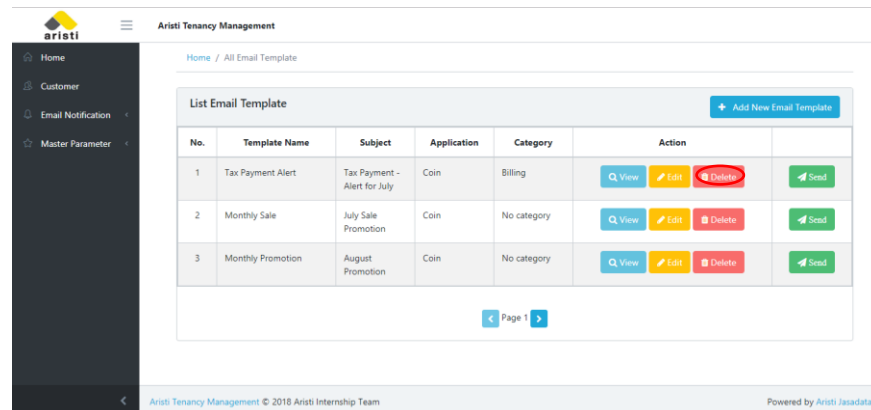 aristi
Aristi Tenancy Management
Home
Customer
Email Notification
Master Parameter
Home / All Email Template
List Email Template
Add New Email Template
No. Template Name Subject Application Category Action
1 Tax Payment Alert Tax Payment - Coin Billing View Edit Delete Send
Alert for July
2 Monthly Sale July Sale Coin No category View Edit Delete Send
Promotion
3 Monthly Promotion August Coin No category View Edit Delete Send
Promotion
Page 1
Aristi Tenancy Management © 2018 Aristi Internship Team
Powered by Aristi Jasadata